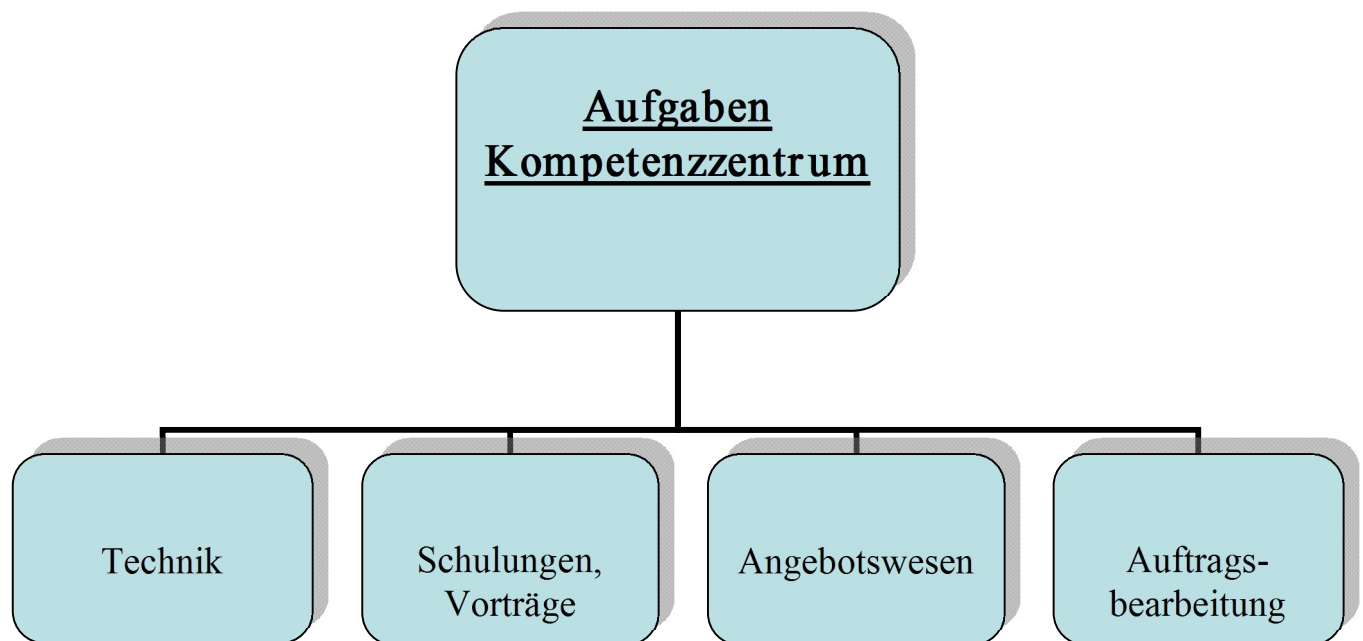 Aufgaben
Kompetenzzentrum
Technik
Schulungen,
Vorträge
Angebotswesen
Auftrags-
bearbeitung